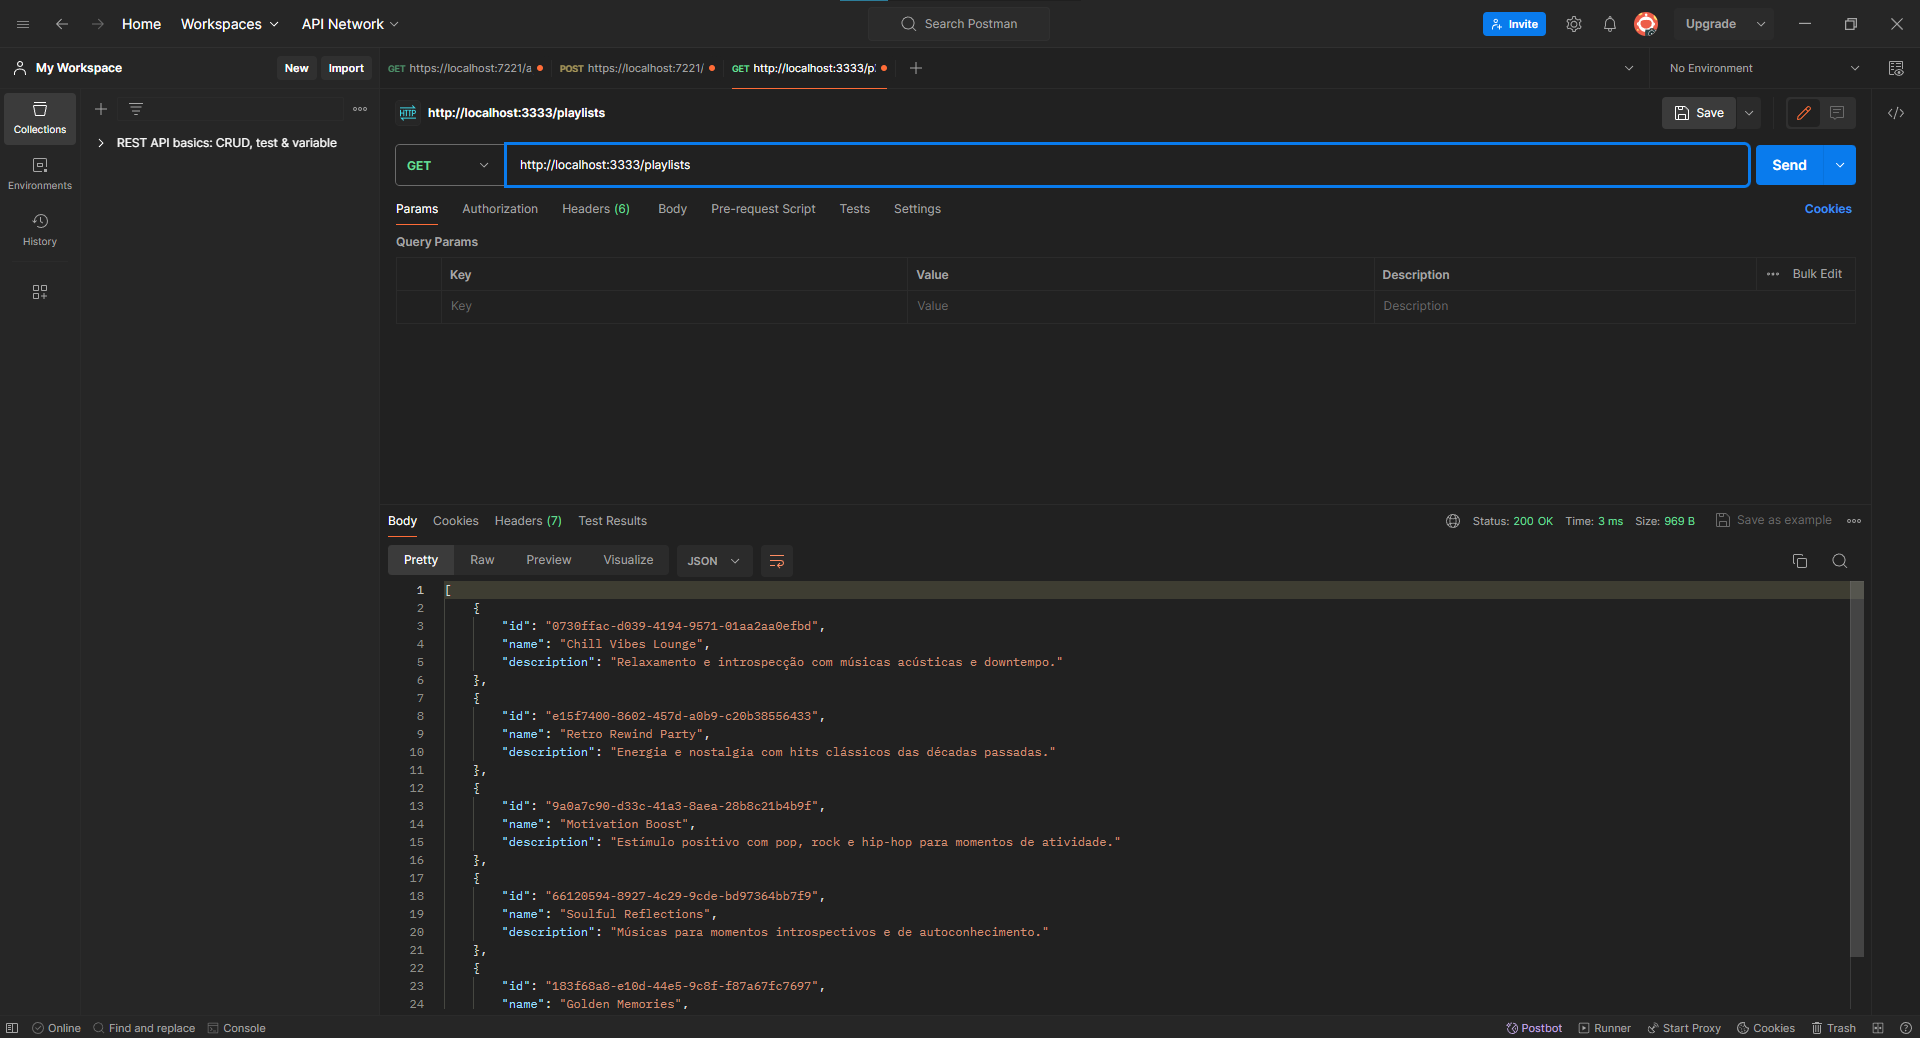 Home Workspaces API Network Search Postman Invite Upgrade
My Workspace New Import GET https://localhost:7221/a POST https://localhost:7221/ GET http://localhost:3333/p No Environment
Collections
REST API basics: CRUD, test & variable
Environments
History
HTTP http://localhost:3333/playlists Save
GET http://localhost:3333/playlists Send
Params Authorization Headers (6) Body Pre-request Script Tests Settings Cookies
Query Params
Key Value Description Bulk Edit
Key Value Description
Body Cookies Headers (7) Test Results Status: 200 OK Time: 3 ms Size: 969 B Save as example
Pretty Raw Preview Visualize JSON
1 [
2 {
3 "id": "0730ffac-d039-4194-9571-01aa2aa0efbd",
4 "name": "Chill Vibes Lounge",
5 "description": "Relaxamento e introspecção com músicas acústicas e downtempo."
6 },
7 {
8 "id": "e15f7400-8602-457d-a0b9-c20b38556433",
9 "name": "Retro Rewind Party",
10 "description": "Energia e nostalgia com hits clássicos das décadas passadas."
11 },
12 {
13 "id": "9a0a7c90-d33c-41a3-8aea-28b8c21b4b9f",
14 "name": "Motivation Boost",
15 "description": "Estímulo positivo com pop, rock e hip-hop para momentos de atividade."
16 },
17 {
18 "id": "66120594-8927-4c29-9cde-bd97364bb7f9",
19 "name": "Soulful Reflections",
20 "description": "Músicas para momentos introspectivos e de autoconhecimento."
21 },
22 {
23 "id": "183f68a8-e10d-44e5-9c8f-f87a67fc7697",
24 "name": "Golden Memories",
Online Find and replace Console Postbot Runner Start Proxy Cookies Trash